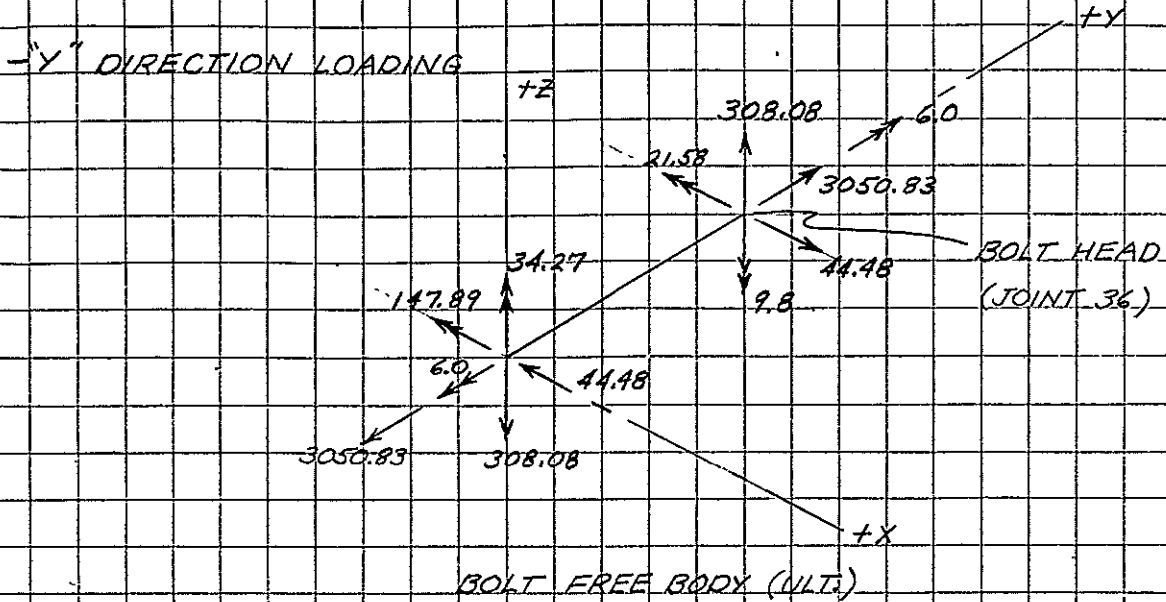 +Y
-"Y" DIRECTION LOADING
+Z
308.08
6.0
21.58
3050.83
BOLT HEAD
34.27
44.48
147.89
9.8
(JOINT 36)
6.0
44.48
3050.83
308.08
+X
BOLT FREE BODY (ULT.)